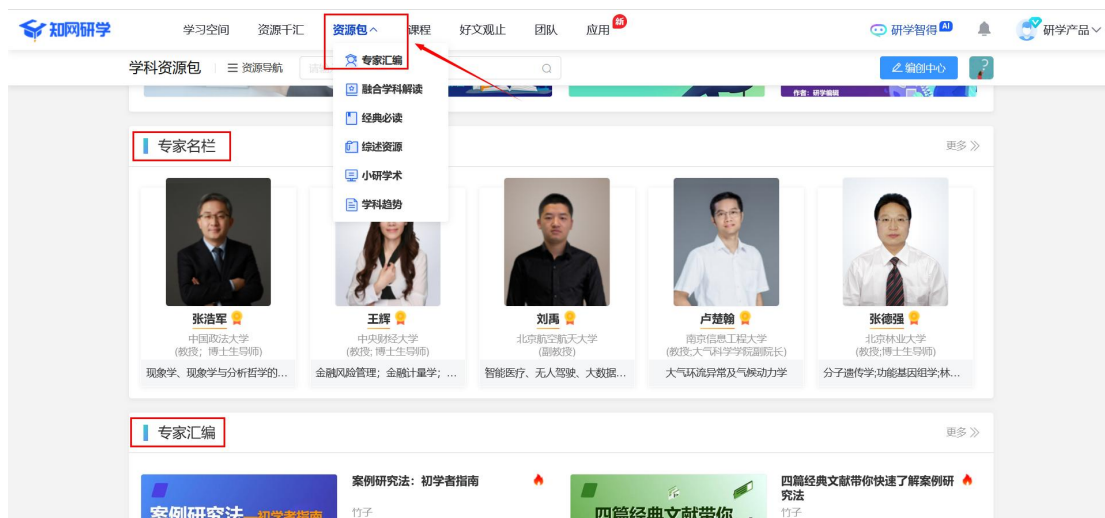 知网研学
学习空间 资源千汇 资源包 课程 好文观止 团队 应用 新 研学智得 AI 研学产品
学科资源包 资源导航 编创中心 ?
专家汇编
融合学科解读
经典必读
综述资源
小研学术
学科趋势
作者：研学编辑
专家名栏 更多
张浩军 王辉 刘禹 卢楚翰 张德强
中国政法大学 中央财经大学 北京航空航天大学 南京信息工程大学 北京林业大学
(教授；博士生导师) (教授; 博士生导师) (副教授) (教授;大气科学学院副院长) (教授;博士生导师)
现象学、现象学与分析哲学的... 金融风险管理；金融计量学；... 智能医疗、无人驾驶、大数据... 大气环流异常及气候动力学 分子遗传学;功能基因组学;林...
专家汇编 更多
案例研究法：初学者指南 四篇经典文献带你快速了解案例研
究法
竹子 竹子
案例研究法 初学者指南 四篇经典文献带你